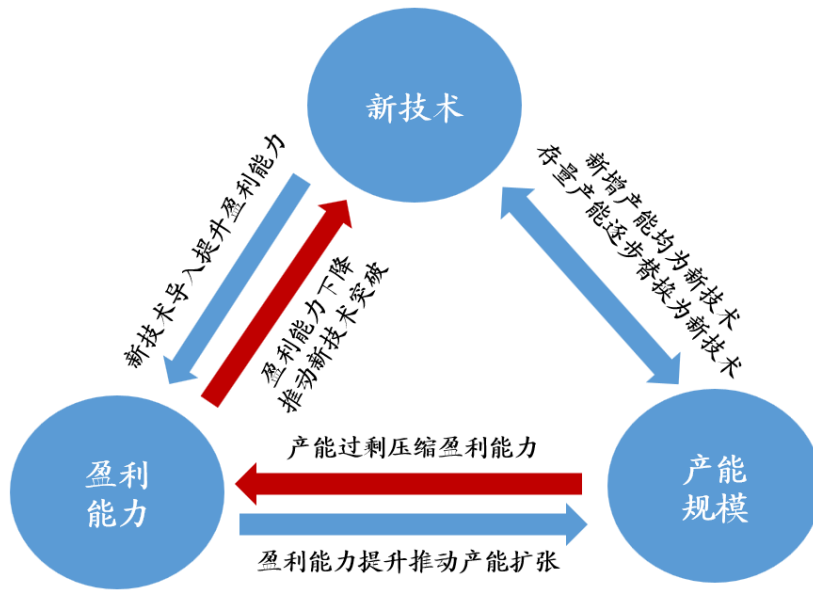 新技术
新技术导入提升盈利能力
盈利能力下降
推动新技术突破
新增产能均为新技术
存量产能逐步替换为新技术
盈利
能力
产能过剩压缩盈利能力
盈利能力提升推动产能扩张
产能
规模